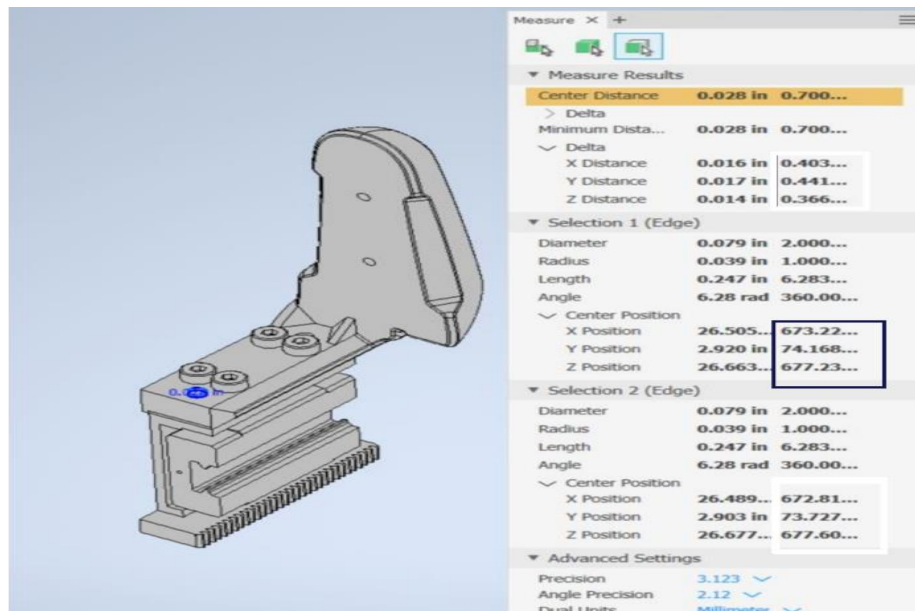 Measure × +
Measure Results
Center Distance 0.028 in 0.700...
Delta
Minimum Dista... 0.028 in 0.700...
Delta
X Distance 0.016 in 0.403...
Y Distance 0.017 in 0.441...
Z Distance 0.014 in 0.366...
Selection 1 (Edge)
Diameter 0.079 in 2.000...
Radius 0.039 in 1.000...
Length 0.247 in 6.283...
Angle 6.28 rad 360.00...
Center Position
X Position 26.505... 673.22...
Y Position 2.920 in 74.168...
Z Position 26.663... 677.23...
Selection 2 (Edge)
Diameter 0.079 in 2.000...
Radius 0.039 in 1.000...
Length 0.247 in 6.283...
Angle 6.28 rad 360.00...
Center Position
X Position 26.489... 672.81...
Y Position 2.903 in 73.727...
Z Position 26.677... 677.60...
Advanced Settings
Precision 3.123
Angle Precision 2.12
Dual Units Millimeter